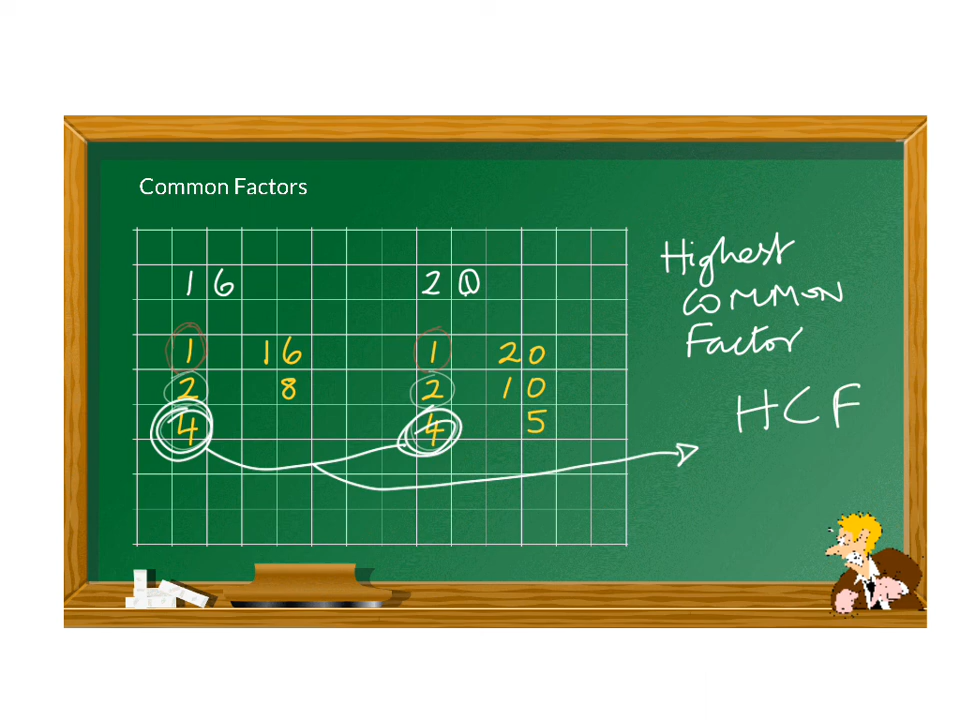 Common Factors
16 20
1 16 1 20
2 8 2 10
4 4 5
Highest
COMMON
Factor
HCF